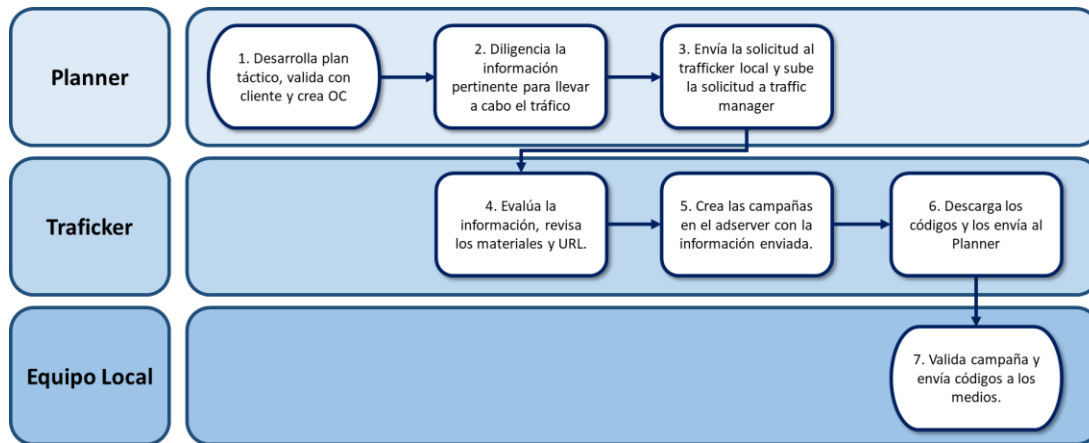 Planner
1. Desarrolla plan
táctico, valida con
cliente y crea OC
2. Diligencia la
información
pertinente para llevar
a cabo el tráfico
3. Envía la solicitud al
trafficker local y sube
la solicitud a traffic
manager
Traficker
4. Evalúa la
información, revisa
los materiales y URL.
5. Crea las campañas
en el adserver con la
información enviada.
6. Descarga los
códigos y los envía al
Planner
Equipo Local
7. Valida campaña y
envía códigos a los
medios.